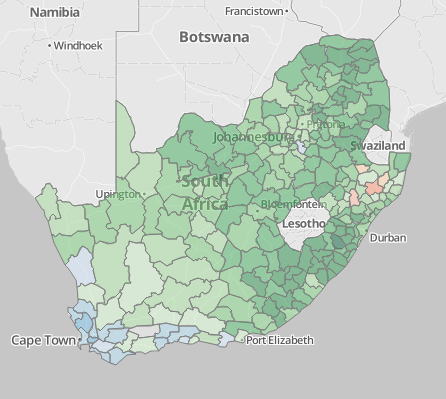 Francistown
Namibia
Botswana
Windhoek
Johannesburg
Pretoria
Swaziland
South
Africa
Upington
Bloemfontein
Lesotho
Durban
Cape Town
Port Elizabeth